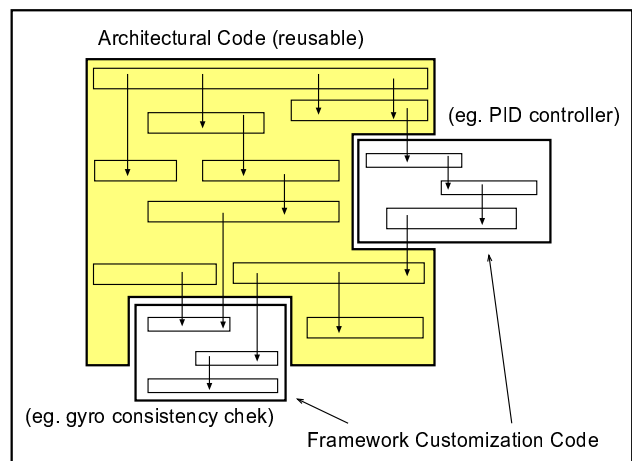 Architectural Code (reusable)
(eg. PID controller)
(eg. gyro consistency chek)
Framework Customization Code